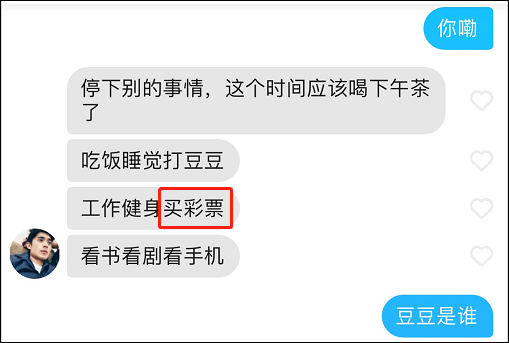 你嘞
停下别的事情，这个时间应该喝下午茶
了
吃饭睡觉打豆豆
工作健身买彩票
看书看剧看手机
豆豆是谁